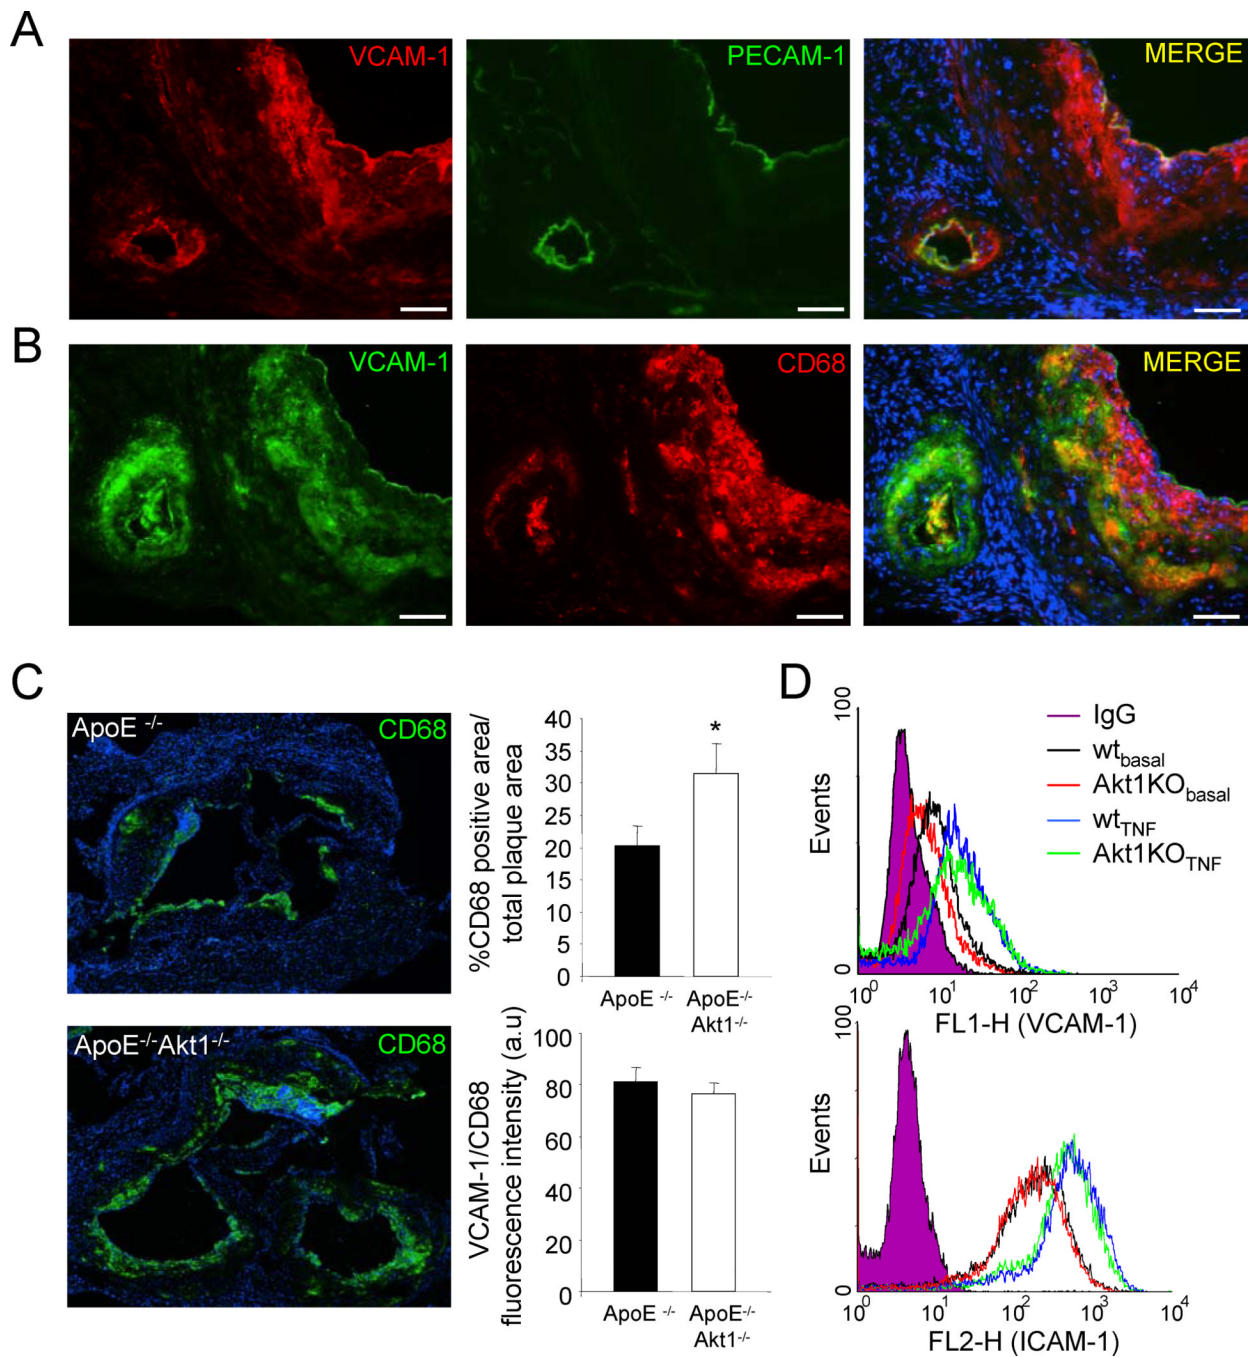 A
VCAM-1
PECAM-1
MERGE
B
VCAM-1
CD68
MERGE
C
ApoE -/-
CD68
%CD68 positive area/
total plaque area
40
35
30
25
20
15
10
5
0
*
ApoE -/-
ApoE-/-
Akt1-/-
ApoE-/-Akt1-/-
CD68
VCAM-1/CD68
fluorescence intensity (a.u)
100
80
60
40
20
0
ApoE -/-
ApoE-/-
Akt1-/-
D
Events
100
0
IgG
wtbasal
Akt1KObasal
wtTNF
Akt1KOTNF
10^0 10^1 10^2 10^3 10^4
FL1-H (VCAM-1)
Events
100
0
10^0 10^1 10^2 10^3 10^4
FL2-H (ICAM-1)